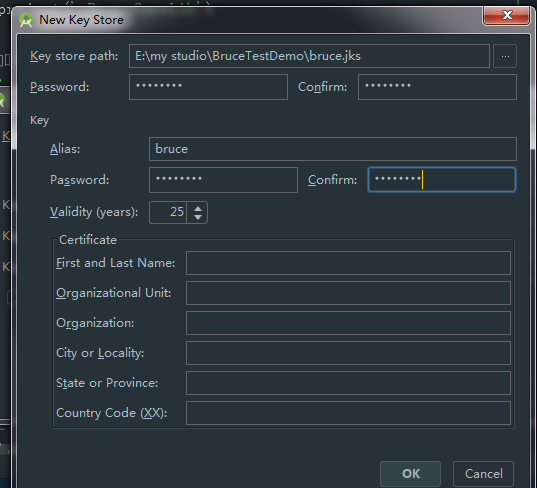 New Key Store
Key store path: E:\my studio\BruceTestDemo\bruce.jks ...
Password: •••••••• Confirm: ••••••••
Key
Alias: bruce
Password: •••••••• Confirm: ••••••••
Validity (years): 25
Certificate
First and Last Name:
Organizational Unit:
Organization:
City or Locality:
State or Province:
Country Code (XX):
OK Cancel